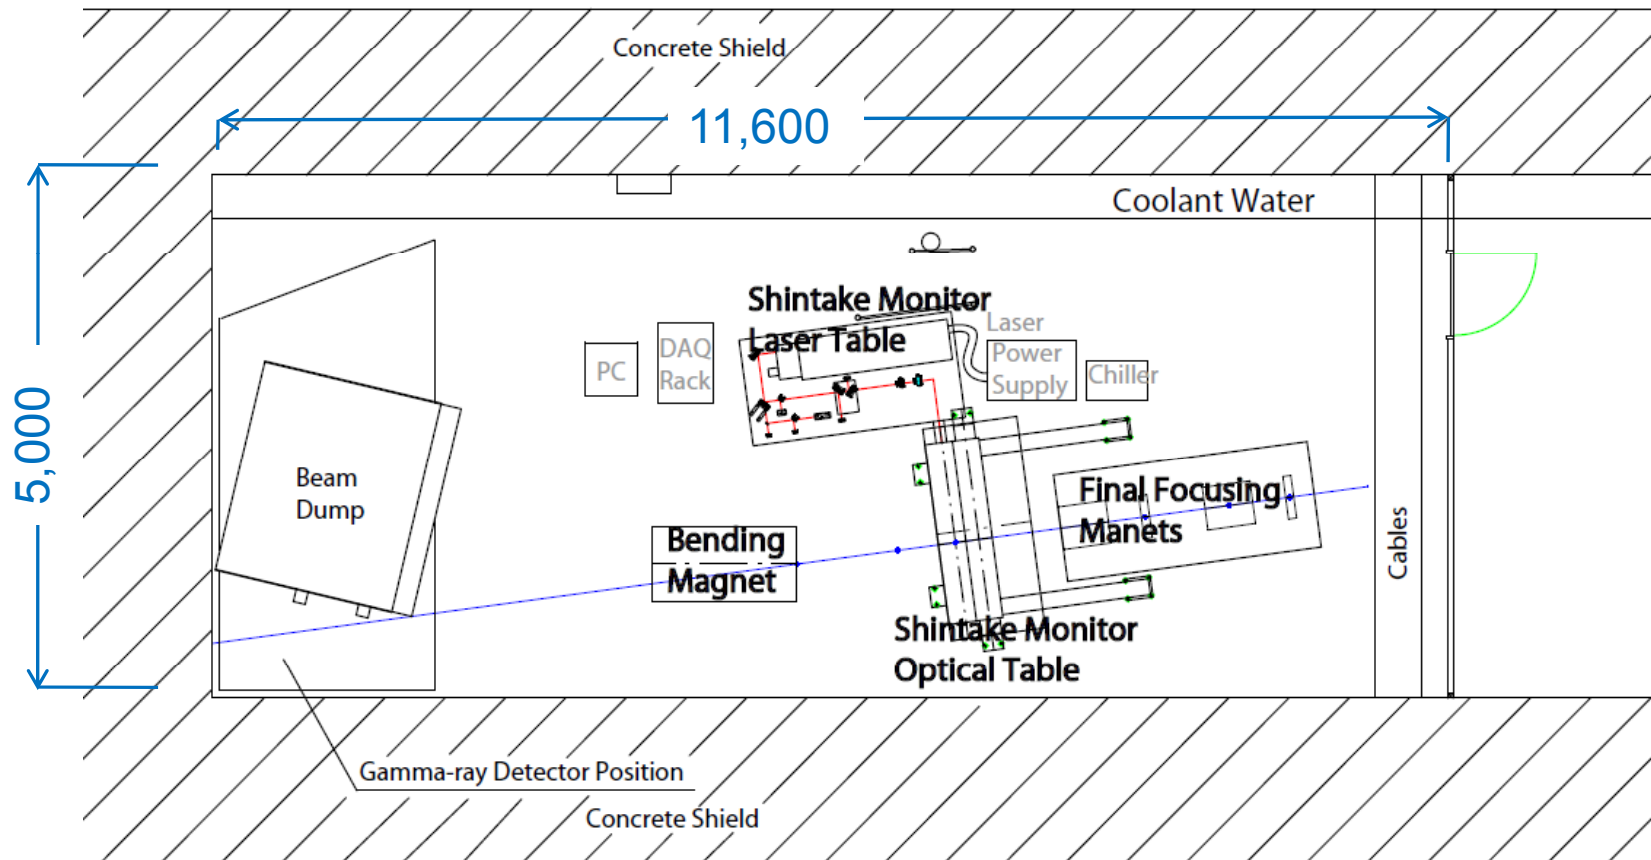 Concrete Shield
11,600
Coolant Water
5,000
Shintake Monitor
Laser Table
Laser
Power
Supply
Chiller
PC
DAQ
Rack
Beam
Dump
Bending
Magnet
Final Focusing
Manets
Cables
Shintake Monitor
Optical Table
Gamma-ray Detector Position
Concrete Shield